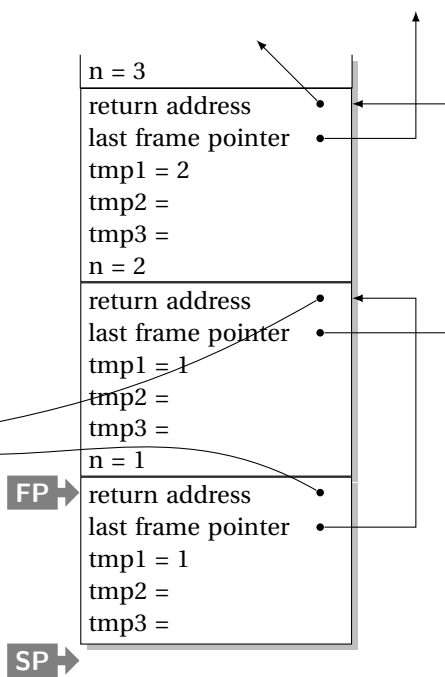 n = 3
return address
last frame pointer
tmp1 = 2
tmp2 =
tmp3 =
n = 2
return address
last frame pointer
tmp1 = 1
tmp2 =
tmp3 =
n = 1
FP return address
last frame pointer
tmp1 = 1
tmp2 =
tmp3 =
SP